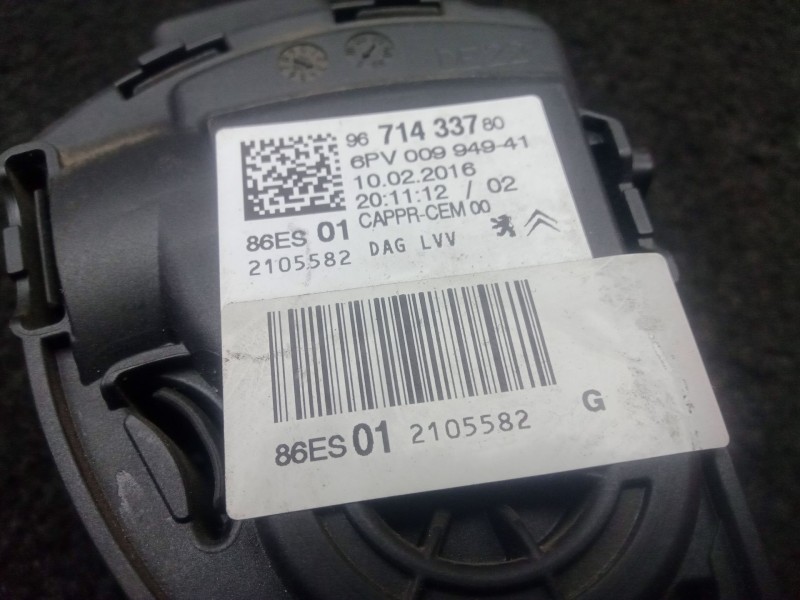 96 714 337 80
6PV 009 949-41
10.02.2016
20:11:12 / 02
CAPPR-CEM 00
86ES 01
2105582 DAG LVV
86ES 01 2105582 G